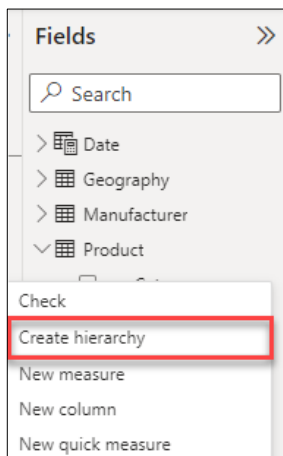 Fields
Search
Date
Geography
Manufacturer
Product
Check
Create hierarchy
New measure
New column
New quick measure